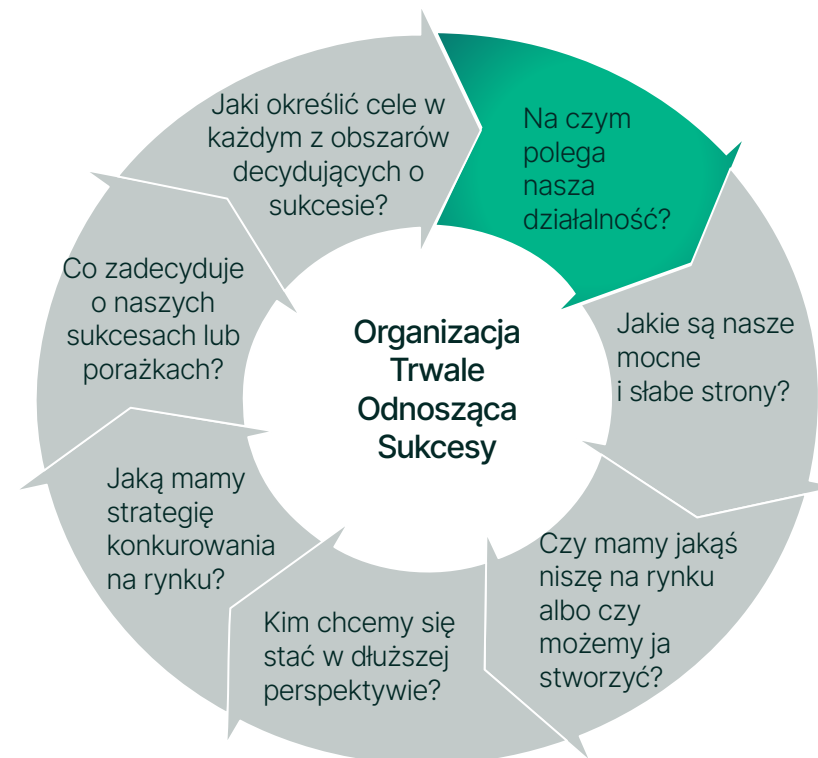 Na czym
polega
nasza
działalność?
Jakie są nasze
mocne
i słabe strony?
Czy mamy jakąś
niszę na rynku
albo czy
możemy ja
stworzyć?
Kim chcemy się
stać w dłuższej
perspektywie?
Jaką mamy
strategię
konkurowania
na rynku?
Co zadecyduje
o naszych
sukcesach lub
porażkach?
Jaki określić cele w
każdym z obszarów
decydujących o
sukcesie?
Organizacja
Trwale
Odnosząca
Sukcesy